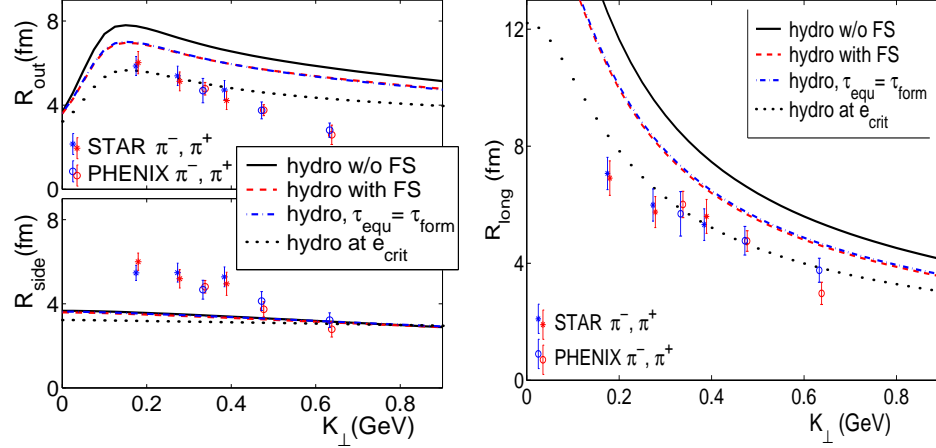 8
4
0
R_out(fm)
STAR π⁻, π⁺
PHENIX π⁻, π⁺
hydro w/o FS
hydro with FS
hydro, τ_equ = τ_form
hydro at e_crit
8
4
0
R_side(fm)
0 0.2 0.4 0.6 0.8
K_⊥ (GeV)
12
8
4
0
R_long (fm)
hydro w/o FS
hydro with FS
hydro, τ_equ = τ_form
hydro at e_crit
STAR π⁻, π⁺
PHENIX π⁻, π⁺
0 0.2 0.4 0.6 0.8
K_⊥ (GeV)